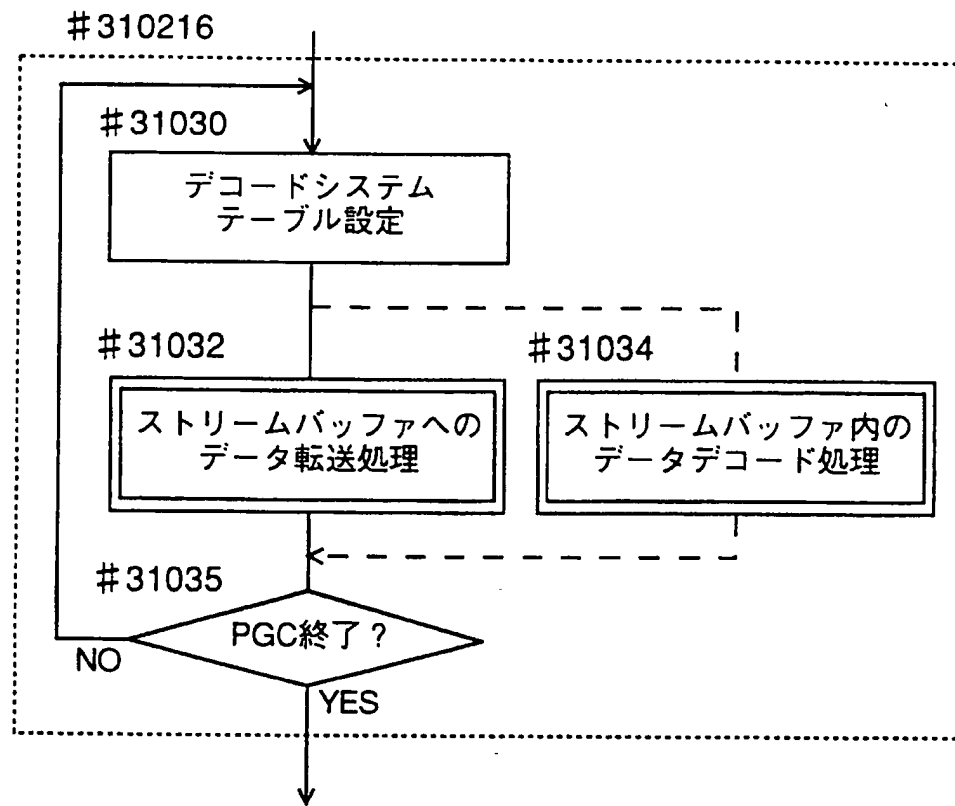 #310216
#31030
デコードシステム
テーブル設定
#31032
#31034
ストリームバッファへの
データ転送処理
ストリームバッファ内の
データデコード処理
#31035
PGC終了?
NO
YES